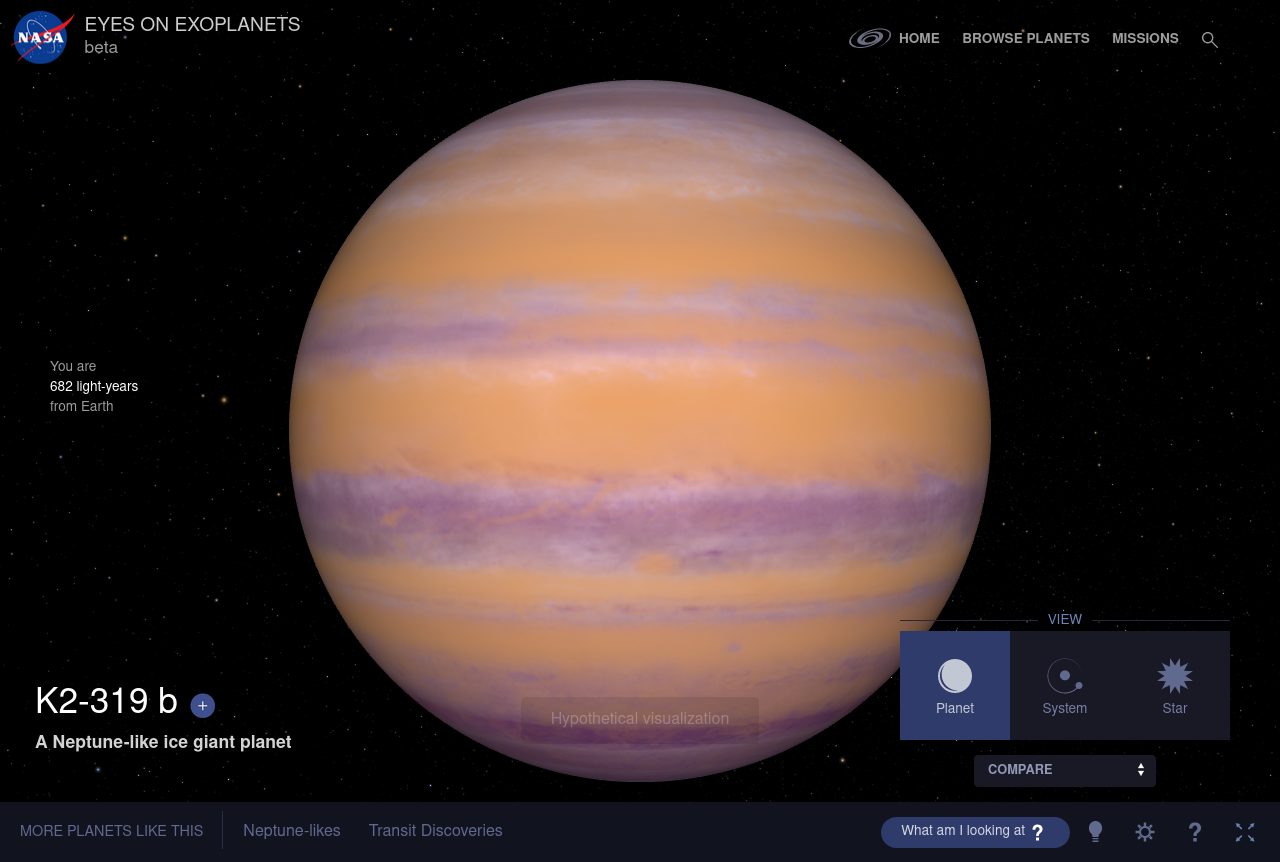 NASA
EYES ON EXOPLANETS
beta
HOME
BROWSE PLANETS
MISSIONS
You are
682 light-years
from Earth
VIEW
Planet
System
Star
K2-319 b +
A Neptune-like ice giant planet
Hypothetical visualization
COMPARE
MORE PLANETS LIKE THIS
Neptune-likes
Transit Discoveries
What am I looking at ?
?